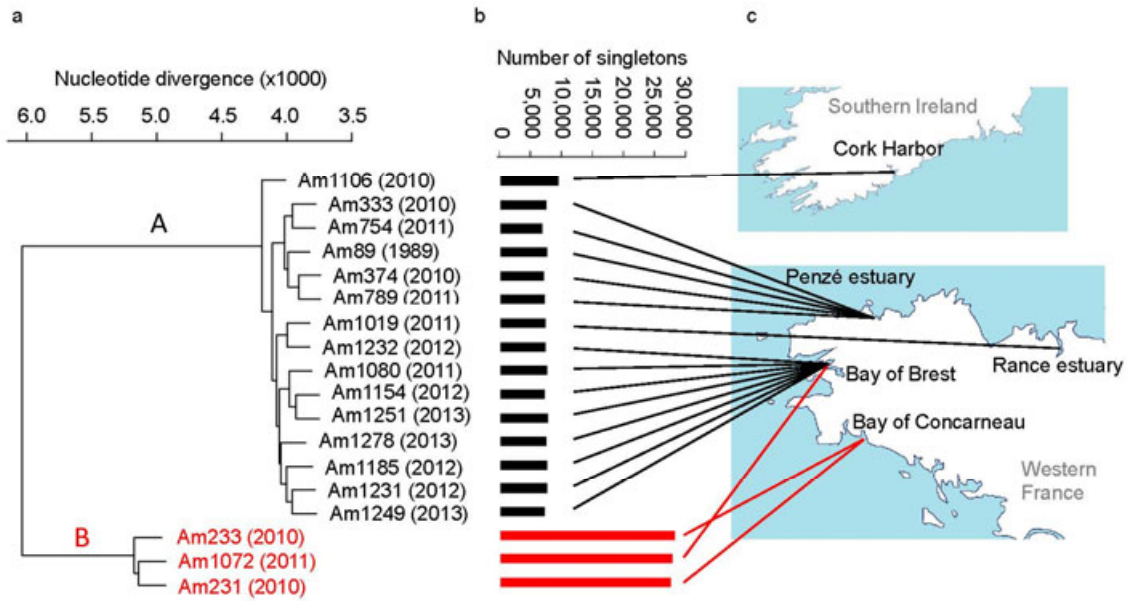 a
b
c
Nucleotide divergence (x1000)
6.0 5.5 5.0 4.5 4.0 3.5
Number of singletons
0
5,000
10,000
15,000
20,000
25,000
30,000
A
Am1106 (2010)
Am333 (2010)
Am754 (2011)
Am89 (1989)
Am374 (2010)
Am789 (2011)
Am1019 (2011)
Am1232 (2012)
Am1080 (2011)
Am1154 (2012)
Am1251 (2013)
Am1278 (2013)
Am1185 (2012)
Am1231 (2012)
Am1249 (2013)
B
Am233 (2010)
Am1072 (2011)
Am231 (2010)
Southern Ireland
Cork Harbor
Penzé estuary
Rance estuary
Bay of Brest
Bay of Concarneau
Western
France